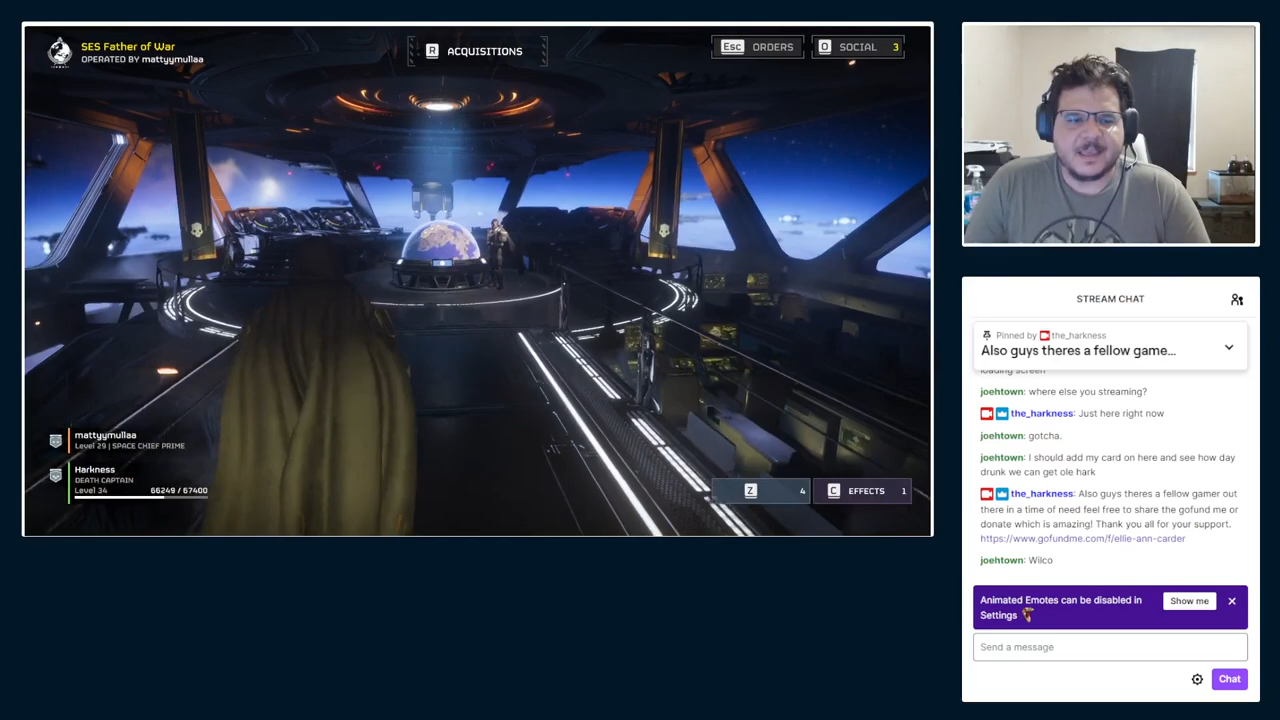 SES Father of War
OPERATED BY mattyymullaa
R ACQUISITIONS
Esc ORDERS
O SOCIAL 3
mattyymullaa
Level 29 | SPACE CHIEF PRIME
Harkness
DEATH CAPTAIN
Level 34 66249 / 67400
Z 4
C EFFECTS 1
STREAM CHAT
Pinned by the_harkness
Also guys theres a fellow game...
loading screen
joehtown: where else you streaming?
the_harkness: Just here right now
joehtown: gotcha.
joehtown: I should add my card on here and see how day
drunk we can get ole hark
the_harkness: Also guys theres a fellow gamer out
there in a time of need feel free to share the gofund me or
donate which is amazing! Thank you all for your support.
https://www.gofundme.com/f/ellie-ann-carder
joehtown: Wilco
Animated Emotes can be disabled in
Settings
Show me
Send a message
Chat